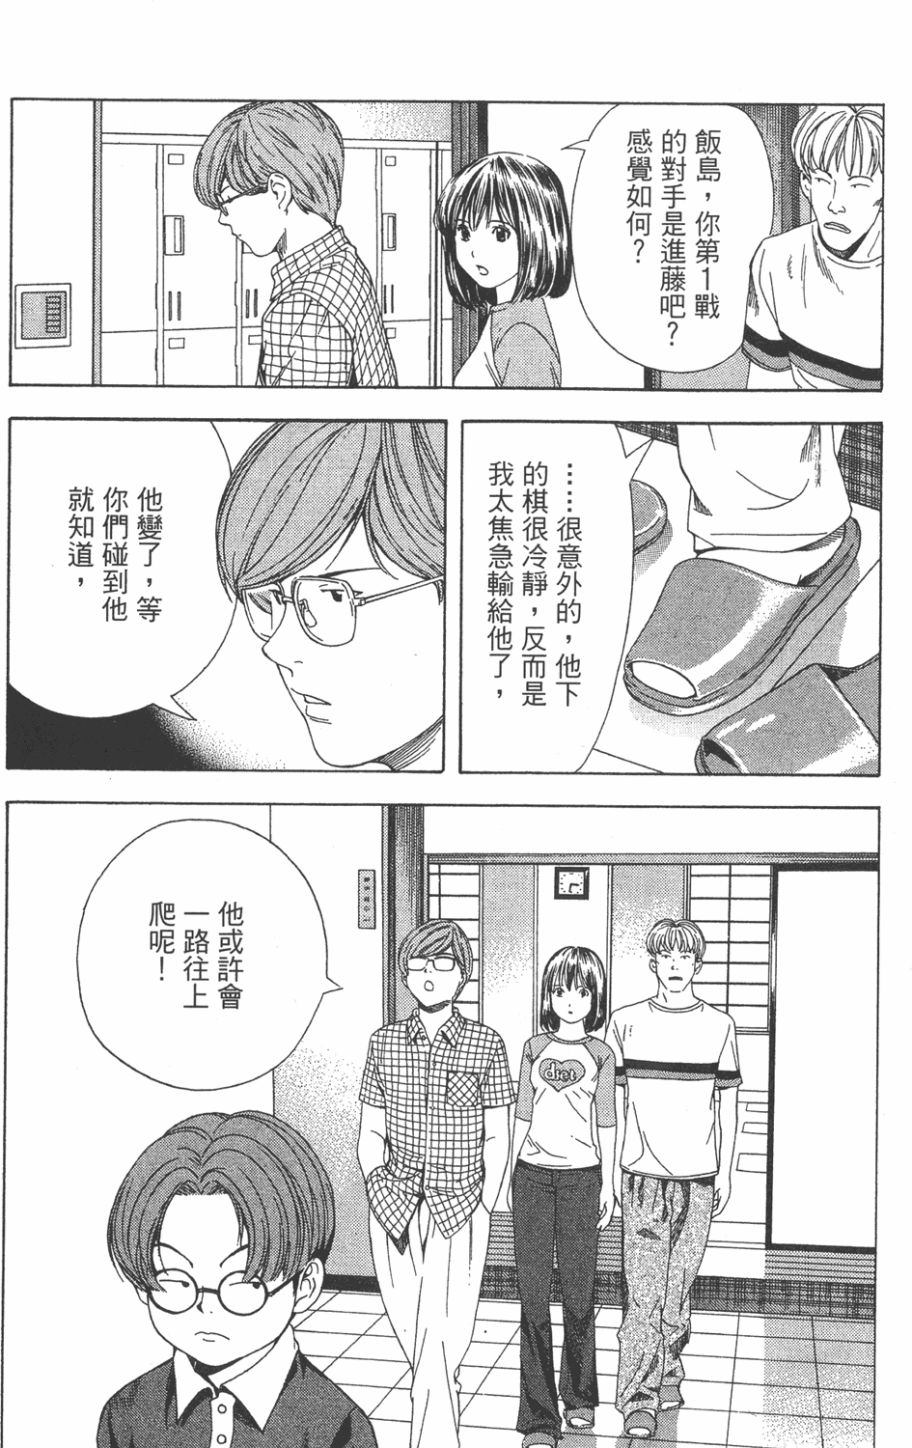 飯島，你第1戰
的對手是進藤吧？
感覺如何？
……很意外的，他下
的棋很冷靜，反而是
我太焦急輸給他了，
他變了，等
你們碰到他
就知道，
他或許會
一路往上
爬呢！
diet